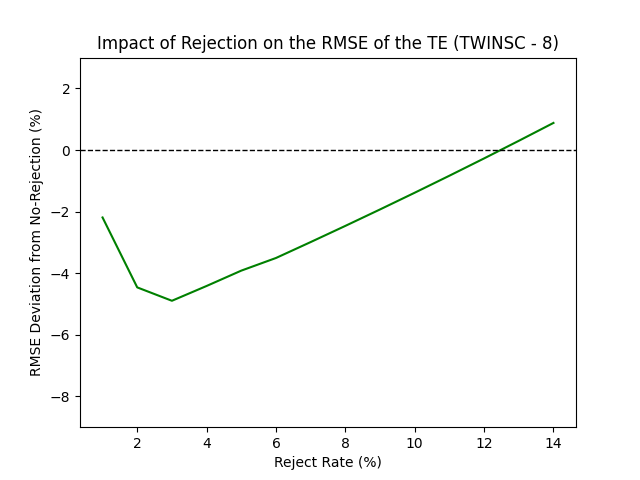 Impact of Rejection on the RMSE of the TE (TWINSC - 8)
RMSE Deviation from No-Rejection (%)
2
0
−2
−4
−6
−8
2 4 6 8 10 12 14
Reject Rate (%)